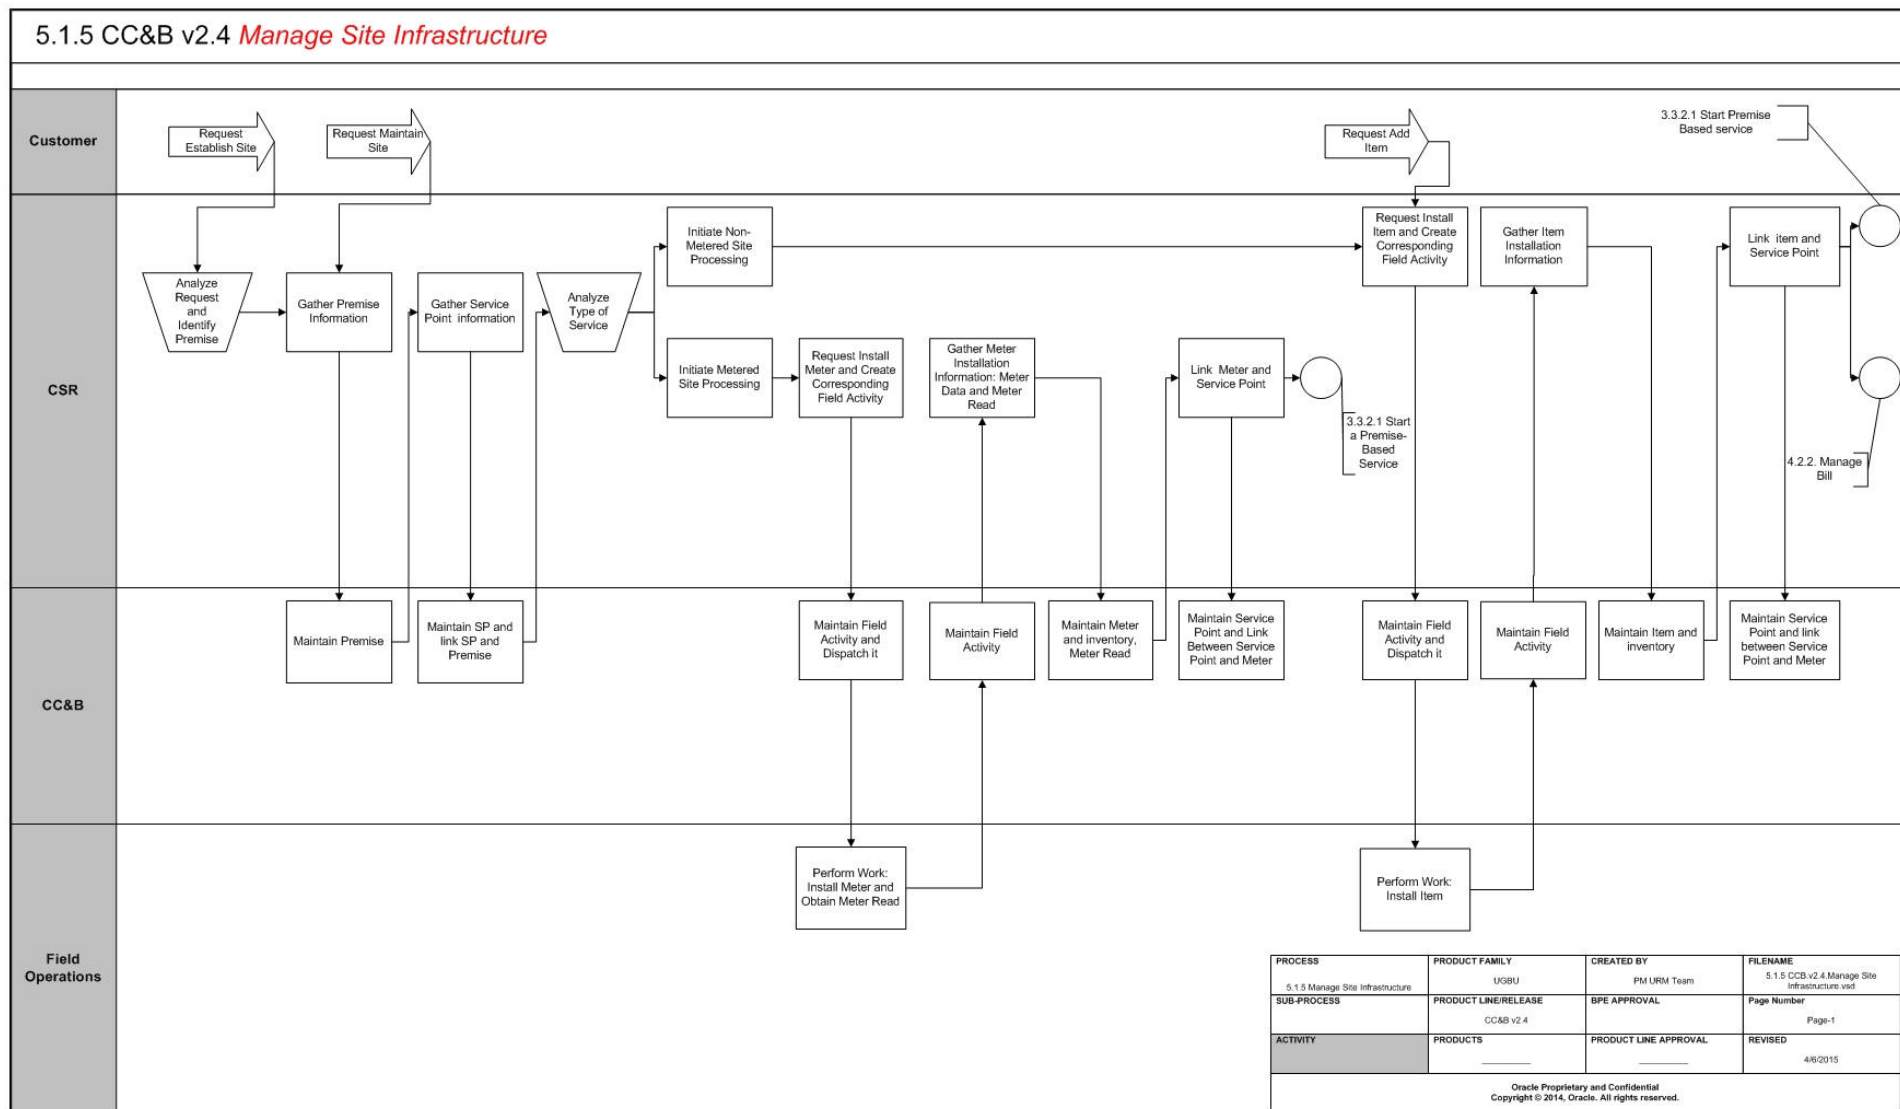 5.1.5 CC&B v2.4 Manage Site Infrastructure
Customer
Request
Establish Site
Request Maintain
Site
Request Add
Item
3.3.2.1 Start Premise
Based service
CSR
Analyze
Request
and
Identify
Premise
Gather Premise
Information
Gather Service
Point information
Analyze
Type of
Service
Initiate Non-
Metered Site
Processing
Initiate Metered
Site Processing
Request Install
Meter and Create
Corresponding
Field Activity
Gather Meter
Installation
Information: Meter
Data and Meter
Read
Link Meter and
Service Point
3.3.2.1 Start
a Premise-
Based
Service
Request Install
Item and Create
Corresponding
Field Activity
Gather Item
Installation
Information
Link item and
Service Point
4.2.2. Manage
Bill
CC&B
Maintain Premise
Maintain SP and
link SP and
Premise
Maintain Field
Activity and
Dispatch it
Maintain Field
Activity
Maintain Meter
and inventory,
Meter Read
Maintain Service
Point and Link
Between Service
Point and Meter
Maintain Field
Activity and
Dispatch it
Maintain Field
Activity
Maintain Item and
inventory
Maintain Service
Point and link
between Service
Point and Meter
Field
Operations
Perform Work:
Install Meter and
Obtain Meter Read
Perform Work:
Install Item
PROCESS
5.1.5 Manage Site Infrastructure
PRODUCT FAMILY
UGBU
CREATED BY
PM URM Team
FILENAME
5.1.5 CCB.v2.4.Manage Site
Infrastructure.vsd
SUB-PROCESS
PRODUCT LINE/RELEASE
CC&B v2.4
BPE APPROVAL
Page Number
Page-1
ACTIVITY
PRODUCTS
PRODUCT LINE APPROVAL
REVISED
4/6/2015
Oracle Proprietary and Confidential
Copyright © 2014, Oracle. All rights reserved.